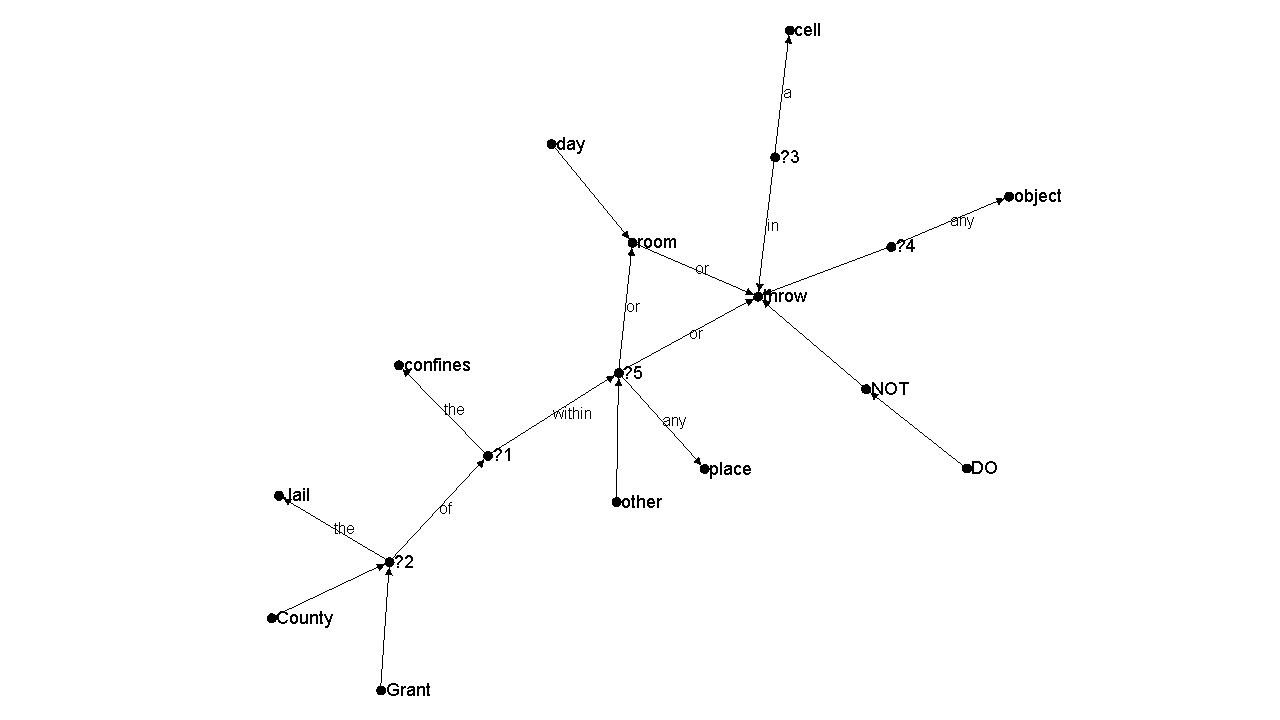 cell
a
day
?3
object
any
in
room
?4
or
throw
or
or
confines
?5
NOT
the
within
any
?1
place
DO
Jail
other
of
the
?2
County
Grant